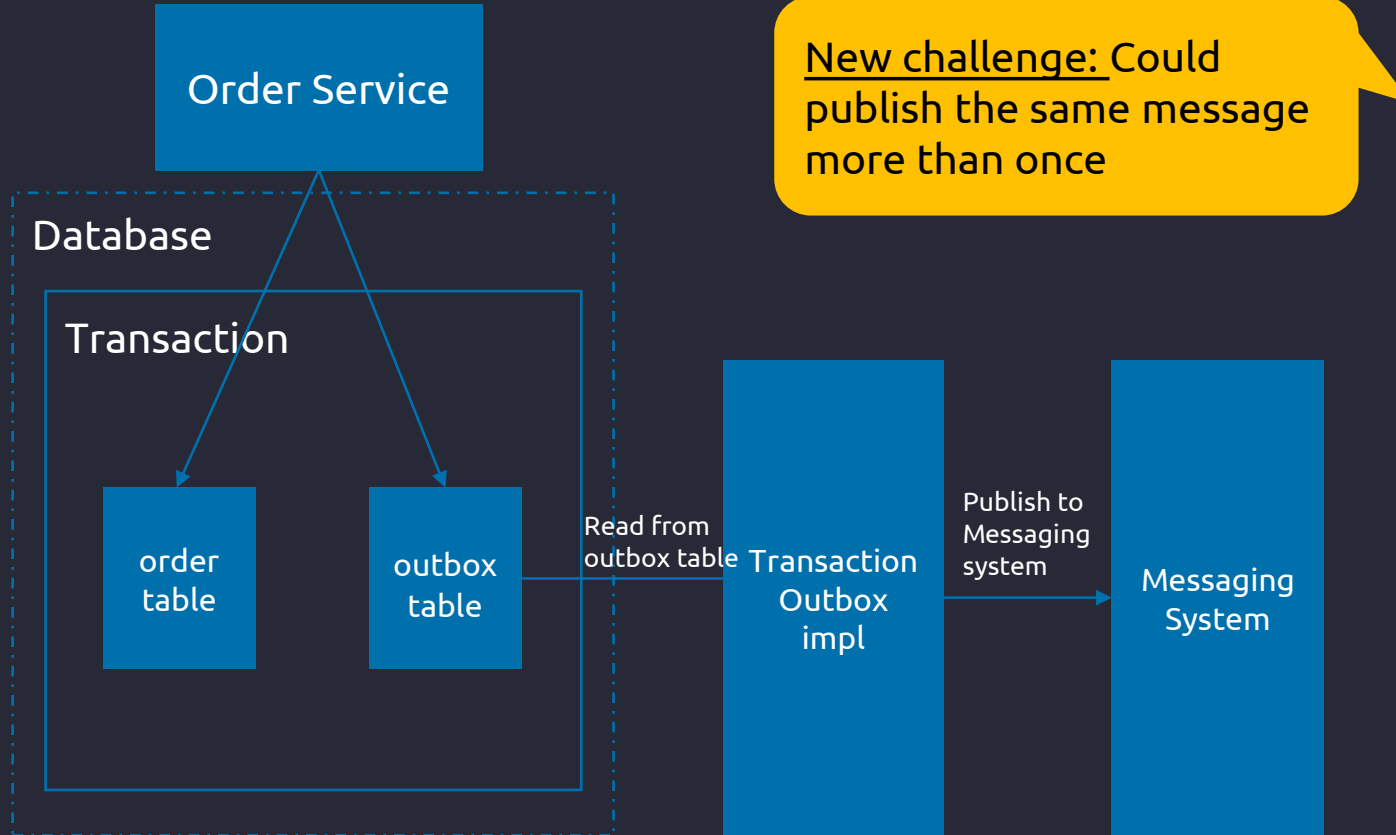 Order Service
New challenge: Could
publish the same message
more than once
Database
Transaction
order
table
outbox
table
Read from
outbox table
Transaction
Outbox
impl
Publish to
Messaging
system
Messaging
System